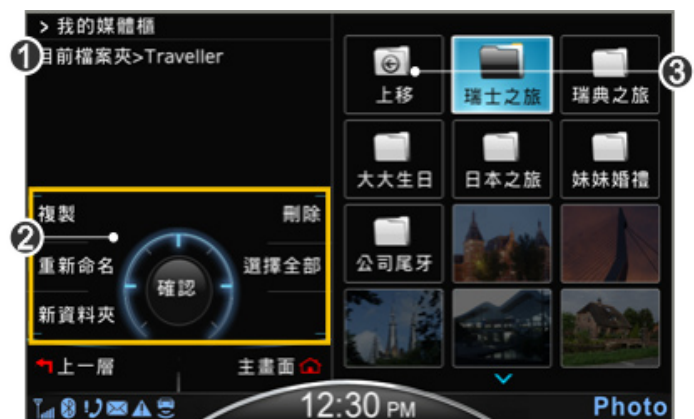 > 我的媒體櫃
1
目前檔案夾>Traveller
3
上移
瑞士之旅
瑞典之旅
大大生日
日本之旅
妹妹婚禮
公司尾牙
2
複製
刪除
重新命名
選擇全部
確認
新資料夾
上一層
主畫面
12:30 PM
Photo